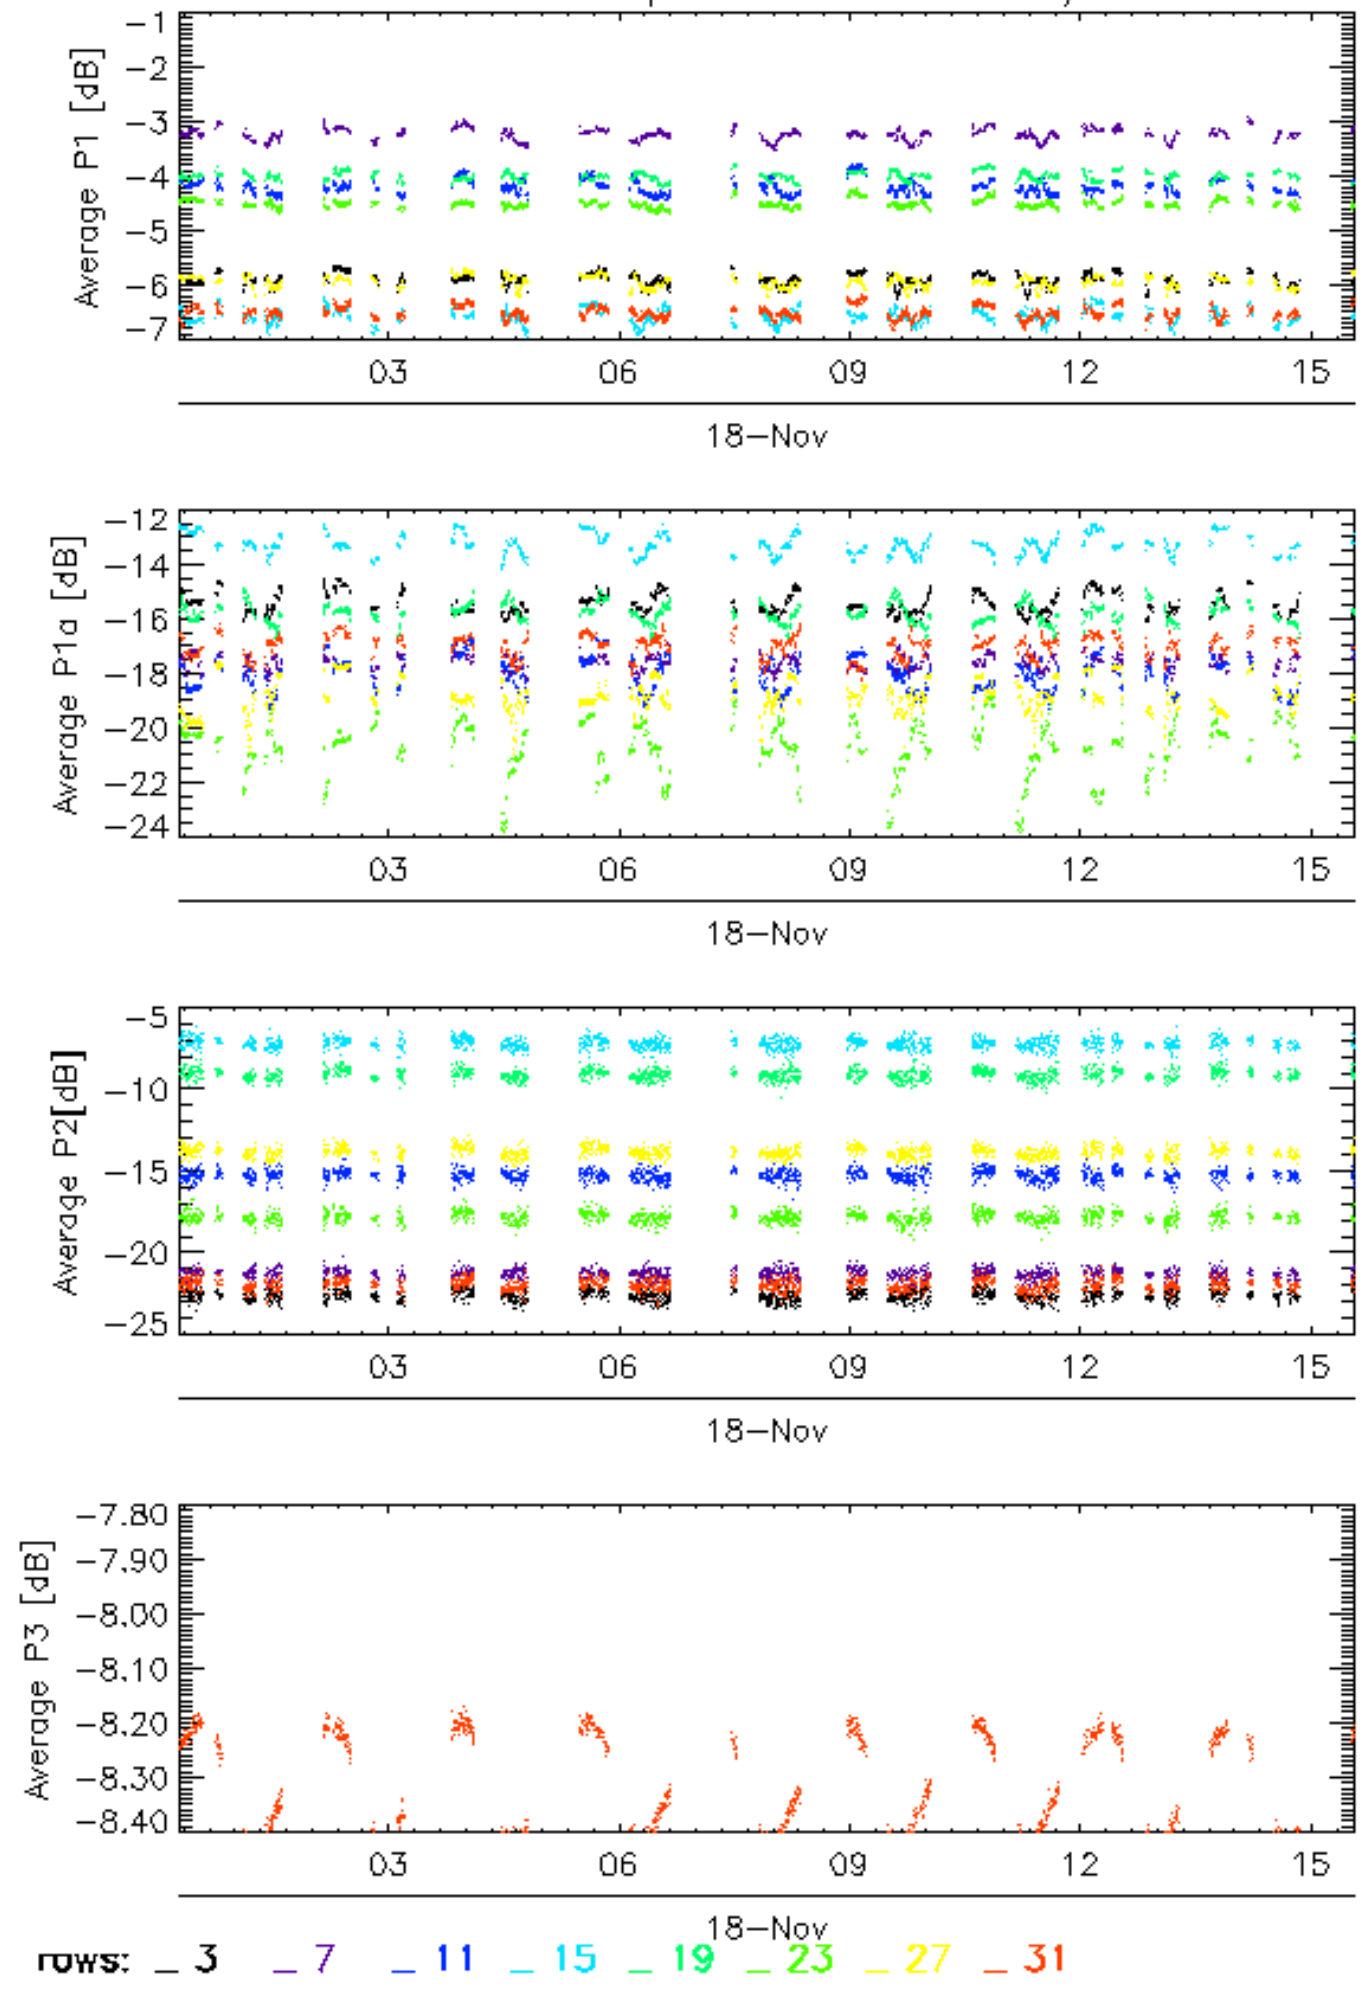 Average P1 [dB]
-1
-2
-3
-4
-5
-6
-7
03 06 09 12 15
18-Nov
Average P1a [dB]
-12
-14
-16
-18
-20
-22
-24
03 06 09 12 15
18-Nov
Average P2[dB]
-5
-10
-15
-20
-25
03 06 09 12 15
18-Nov
Average P3 [dB]
-7.80
-7.90
-8.00
-8.10
-8.20
-8.30
-8.40
03 06 09 12 15
18-Nov
rows: _ 3 _ 7 _ 11 _ 15 _ 19 _ 23 _ 27 _ 31